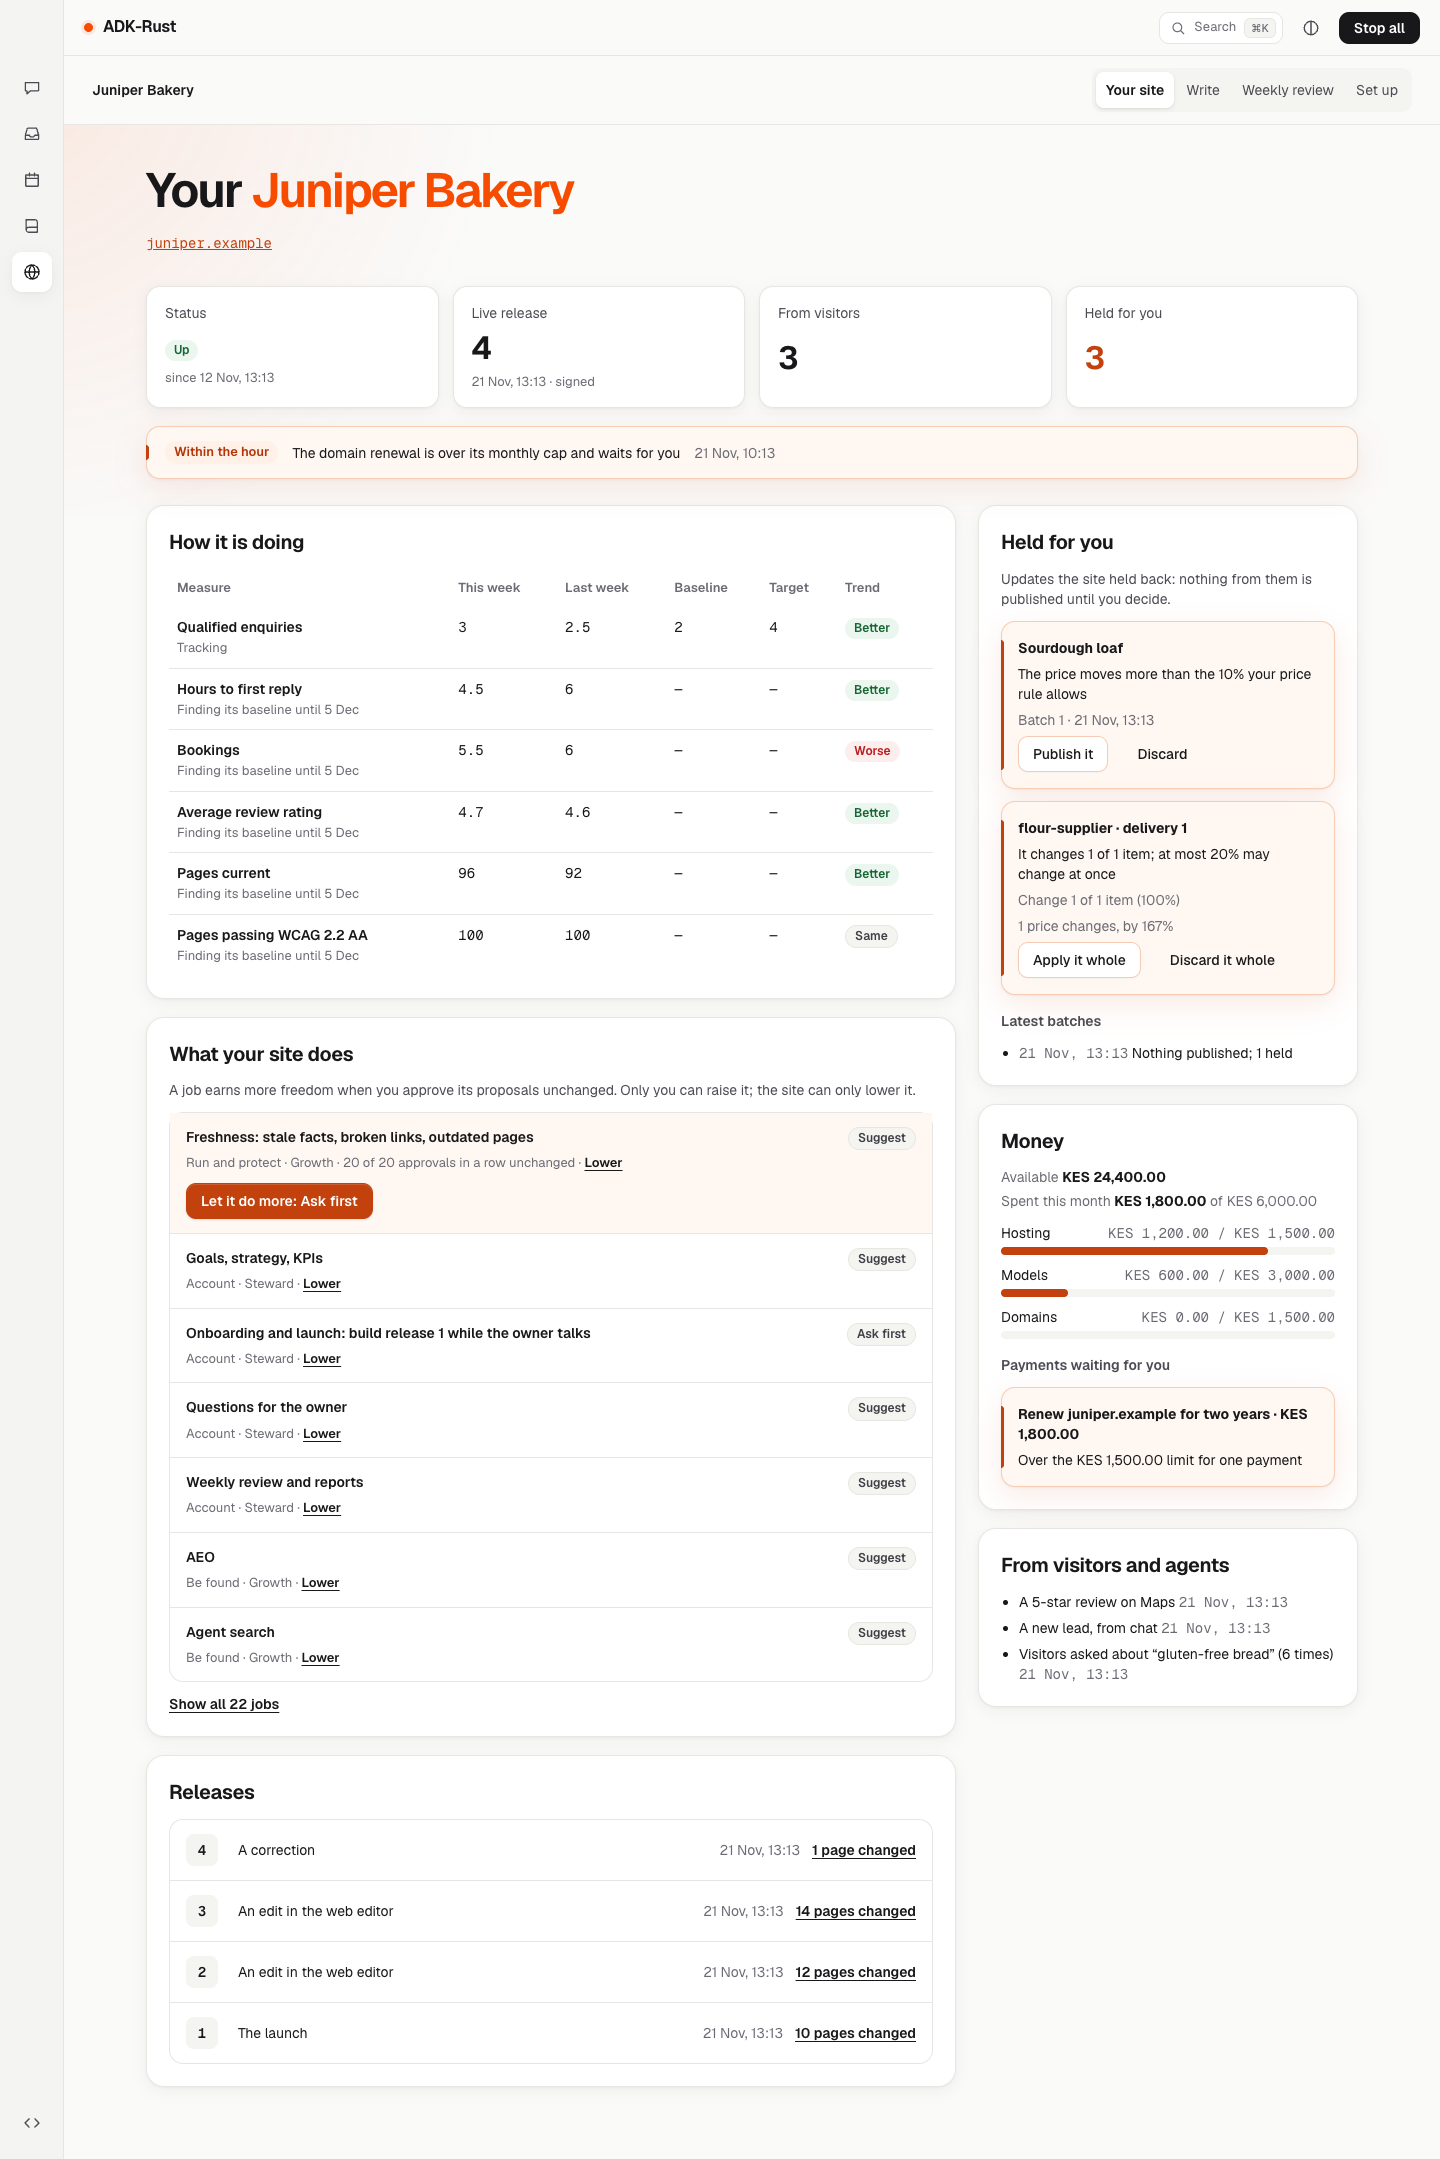 ADK-Rust
Search ⌘K
Stop all
Juniper Bakery
Your site Write Weekly review Set up
Your Juniper Bakery
juniper.example
Status
Up
since 12 Nov, 13:13
Live release
4
21 Nov, 13:13 · signed
From visitors
3
Held for you
3
Within the hour The domain renewal is over its monthly cap and waits for you 21 Nov, 10:13
How it is doing
Measure This week Last week Baseline Target Trend
Qualified enquiries 3 2.5 2 4 Better
Tracking
Hours to first reply 4.5 6 – – Better
Finding its baseline until 5 Dec
Bookings 5.5 6 – – Worse
Finding its baseline until 5 Dec
Average review rating 4.7 4.6 – – Better
Finding its baseline until 5 Dec
Pages current 96 92 – – Better
Finding its baseline until 5 Dec
Pages passing WCAG 2.2 AA 100 100 – – Same
Finding its baseline until 5 Dec
What your site does
A job earns more freedom when you approve its proposals unchanged. Only you can raise it; the site can only lower it.
Freshness: stale facts, broken links, outdated pages Suggest
Run and protect · Growth · 20 of 20 approvals in a row unchanged · Lower
Let it do more: Ask first
Goals, strategy, KPIs Suggest
Account · Steward · Lower
Onboarding and launch: build release 1 while the owner talks Ask first
Account · Steward · Lower
Questions for the owner Suggest
Account · Steward · Lower
Weekly review and reports Suggest
Account · Steward · Lower
AEO Suggest
Be found · Growth · Lower
Agent search Suggest
Be found · Growth · Lower
Show all 22 jobs
Releases
4 A correction 21 Nov, 13:13 1 page changed
3 An edit in the web editor 21 Nov, 13:13 14 pages changed
2 An edit in the web editor 21 Nov, 13:13 12 pages changed
1 The launch 21 Nov, 13:13 10 pages changed
Held for you
Updates the site held back: nothing from them is
published until you decide.
Sourdough loaf
The price moves more than the 10% your price
rule allows
Batch 1 · 21 Nov, 13:13
Publish it Discard
flour-supplier · delivery 1
It changes 1 of 1 item; at most 20% may
change at once
Change 1 of 1 item (100%)
1 price changes, by 167%
Apply it whole Discard it whole
Latest batches
21 Nov, 13:13 Nothing published; 1 held
Money
Available KES 24,400.00
Spent this month KES 1,800.00 of KES 6,000.00
Hosting KES 1,200.00 / KES 1,500.00
Models KES 600.00 / KES 3,000.00
Domains KES 0.00 / KES 1,500.00
Payments waiting for you
Renew juniper.example for two years · KES
1,800.00
Over the KES 1,500.00 limit for one payment
From visitors and agents
A 5-star review on Maps 21 Nov, 13:13
A new lead, from chat 21 Nov, 13:13
Visitors asked about “gluten-free bread” (6 times)
21 Nov, 13:13